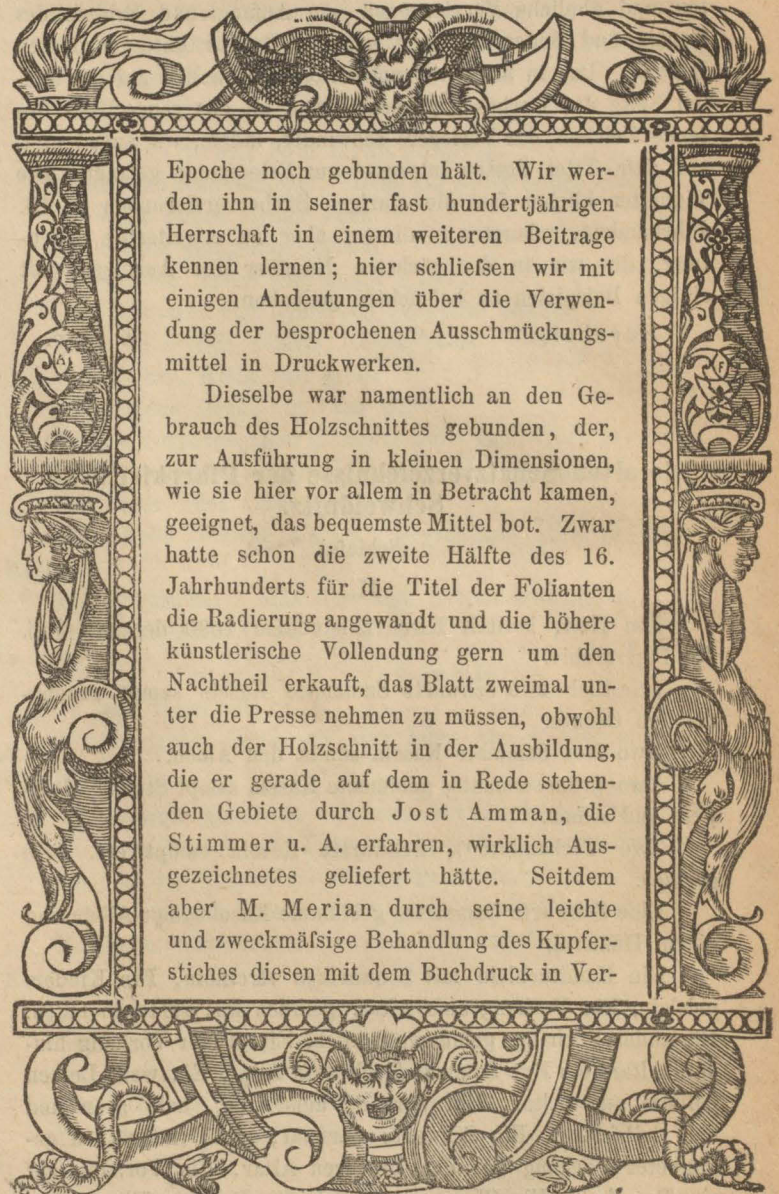 Epoche noch gebunden hält. Wir wer-
den ihn in seiner fast hundertjährigen
Herrschaft in einem weiteren Beitrage
kennen lernen; hier schlieſsen wir mit
einigen Andeutungen über die Verwen-
dung der besprochenen Ausschmückungs-
mittel in Druckwerken.
Dieselbe war namentlich an den Ge-
brauch des Holzschnittes gebunden, der,
zur Ausführung in kleinen Dimensionen,
wie sie hier vor allem in Betracht kamen,
geeignet, das bequemste Mittel bot. Zwar
hatte schon die zweite Hälfte des 16.
Jahrhunderts für die Titel der Folianten
die Radierung angewandt und die höhere
künstlerische Vollendung gern um den
Nachtheil erkauft, das Blatt zweimal un-
ter die Presse nehmen zu müssen, obwohl
auch der Holzschnitt in der Ausbildung,
die er gerade auf dem in Rede stehen-
den Gebiete durch Jost Amman, die
Stimmer u. A. erfahren, wirklich Aus-
gezeichnetes geliefert hätte. Seitdem
aber M. Merian durch seine leichte
und zweckmäſsige Behandlung des Kupfer-
stiches diesen mit dem Buchdruck in Ver-
A
F